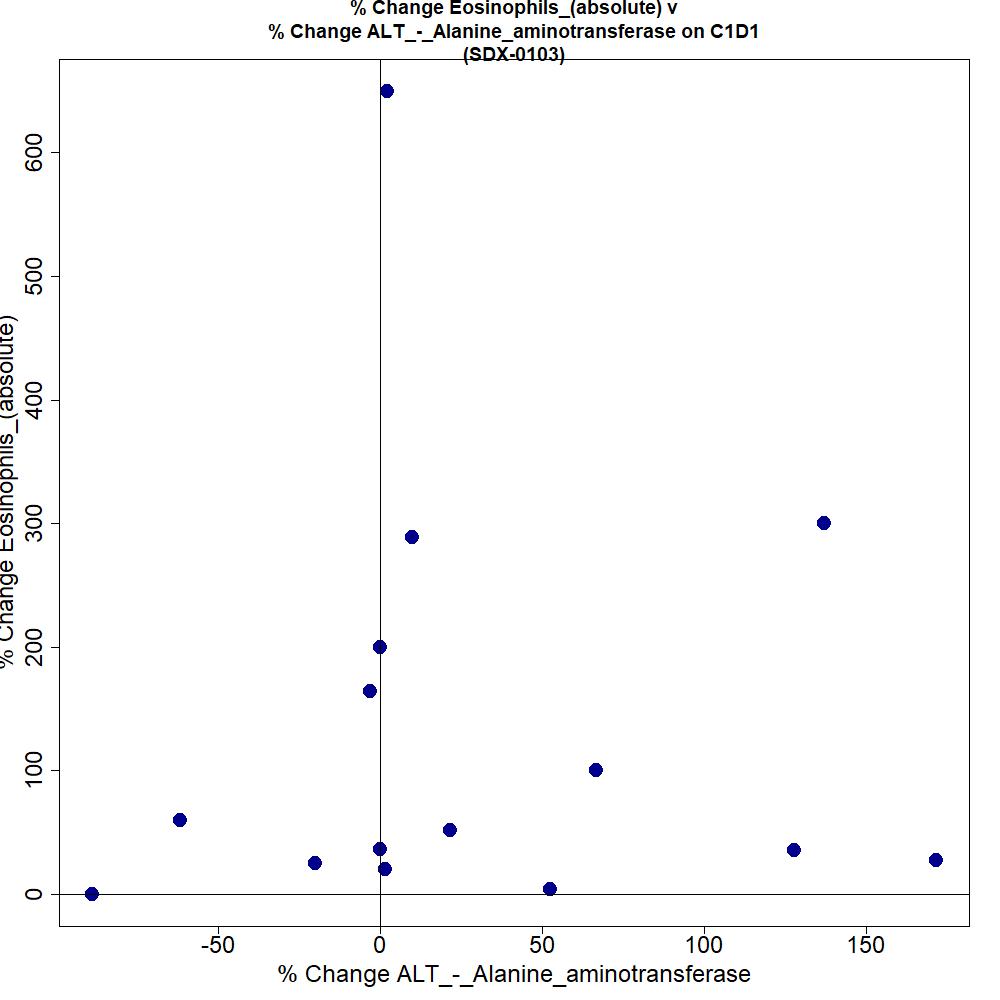 % Change Eosinophils_(absolute) v
% Change ALT_-_Alanine_aminotransferase on C1D1
(SDX-0103)
% Change Eosinophils_(absolute)
600
500
400
300
200
100
0
-50
0
50
100
150
% Change ALT_-_Alanine_aminotransferase